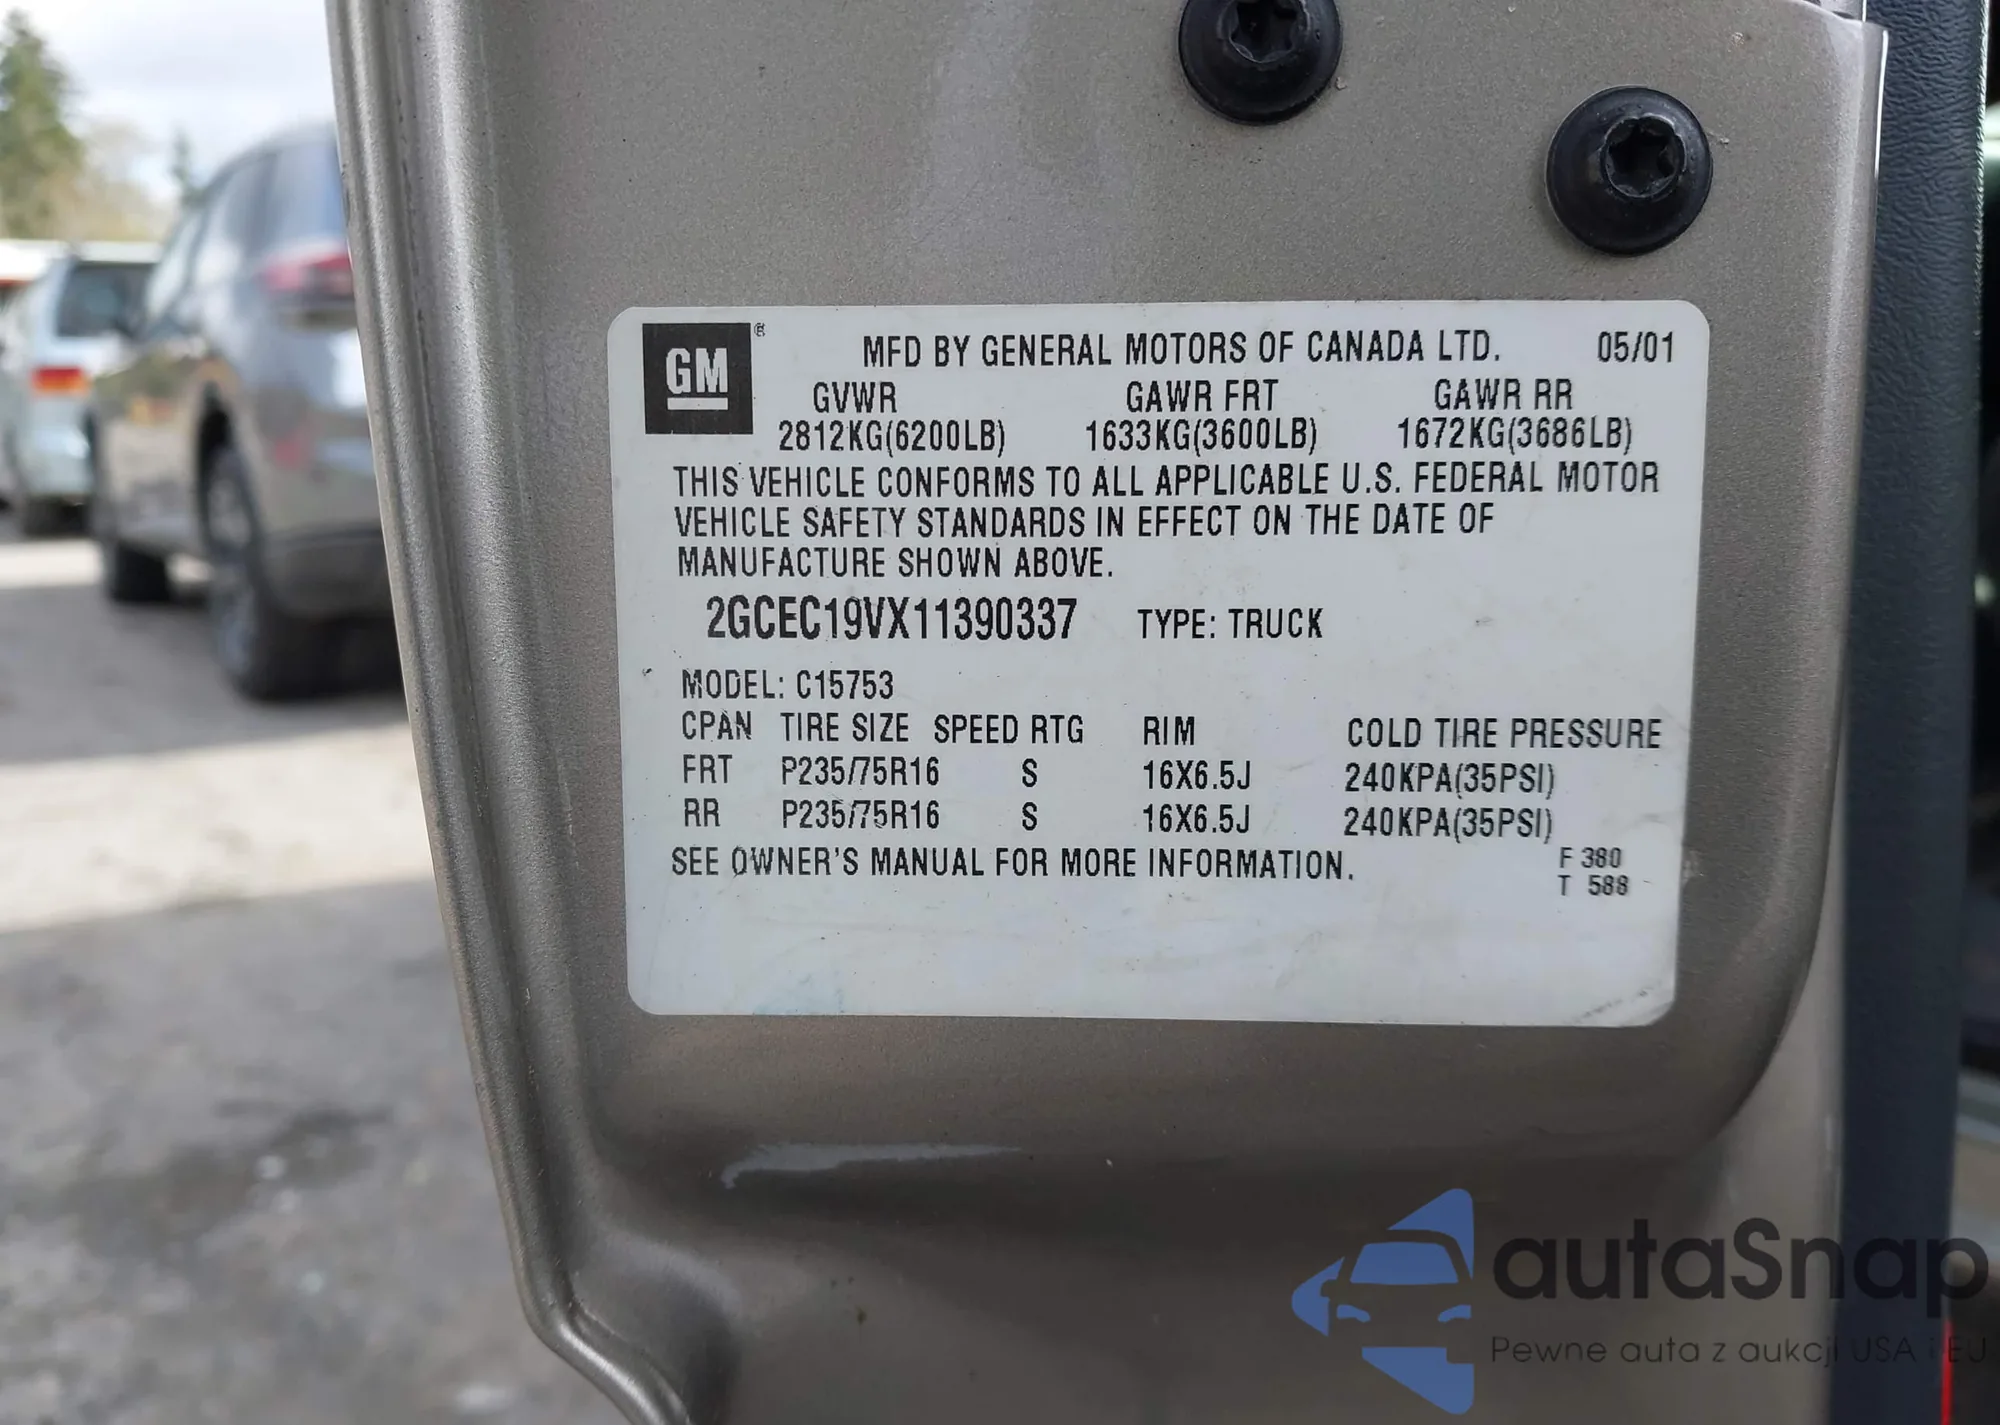 GM ®
MFD BY GENERAL MOTORS OF CANADA LTD. 05/01
GVWR GAWR FRT GAWR RR
2812KG(6200LB) 1633KG(3600LB) 1672KG(3686LB)
THIS VEHICLE CONFORMS TO ALL APPLICABLE U.S. FEDERAL MOTOR
VEHICLE SAFETY STANDARDS IN EFFECT ON THE DATE OF
MANUFACTURE SHOWN ABOVE.
2GCEC19VX11390337 TYPE: TRUCK
MODEL: C15753
CPAN TIRE SIZE SPEED RTG RIM COLD TIRE PRESSURE
FRT P235/75R16 S 16X6.5J 240KPA(35PSI)
RR P235/75R16 S 16X6.5J 240KPA(35PSI)
SEE OWNER'S MANUAL FOR MORE INFORMATION.
F 380
T 588
autaSnap
Pewne auta z aukcji USA i EU